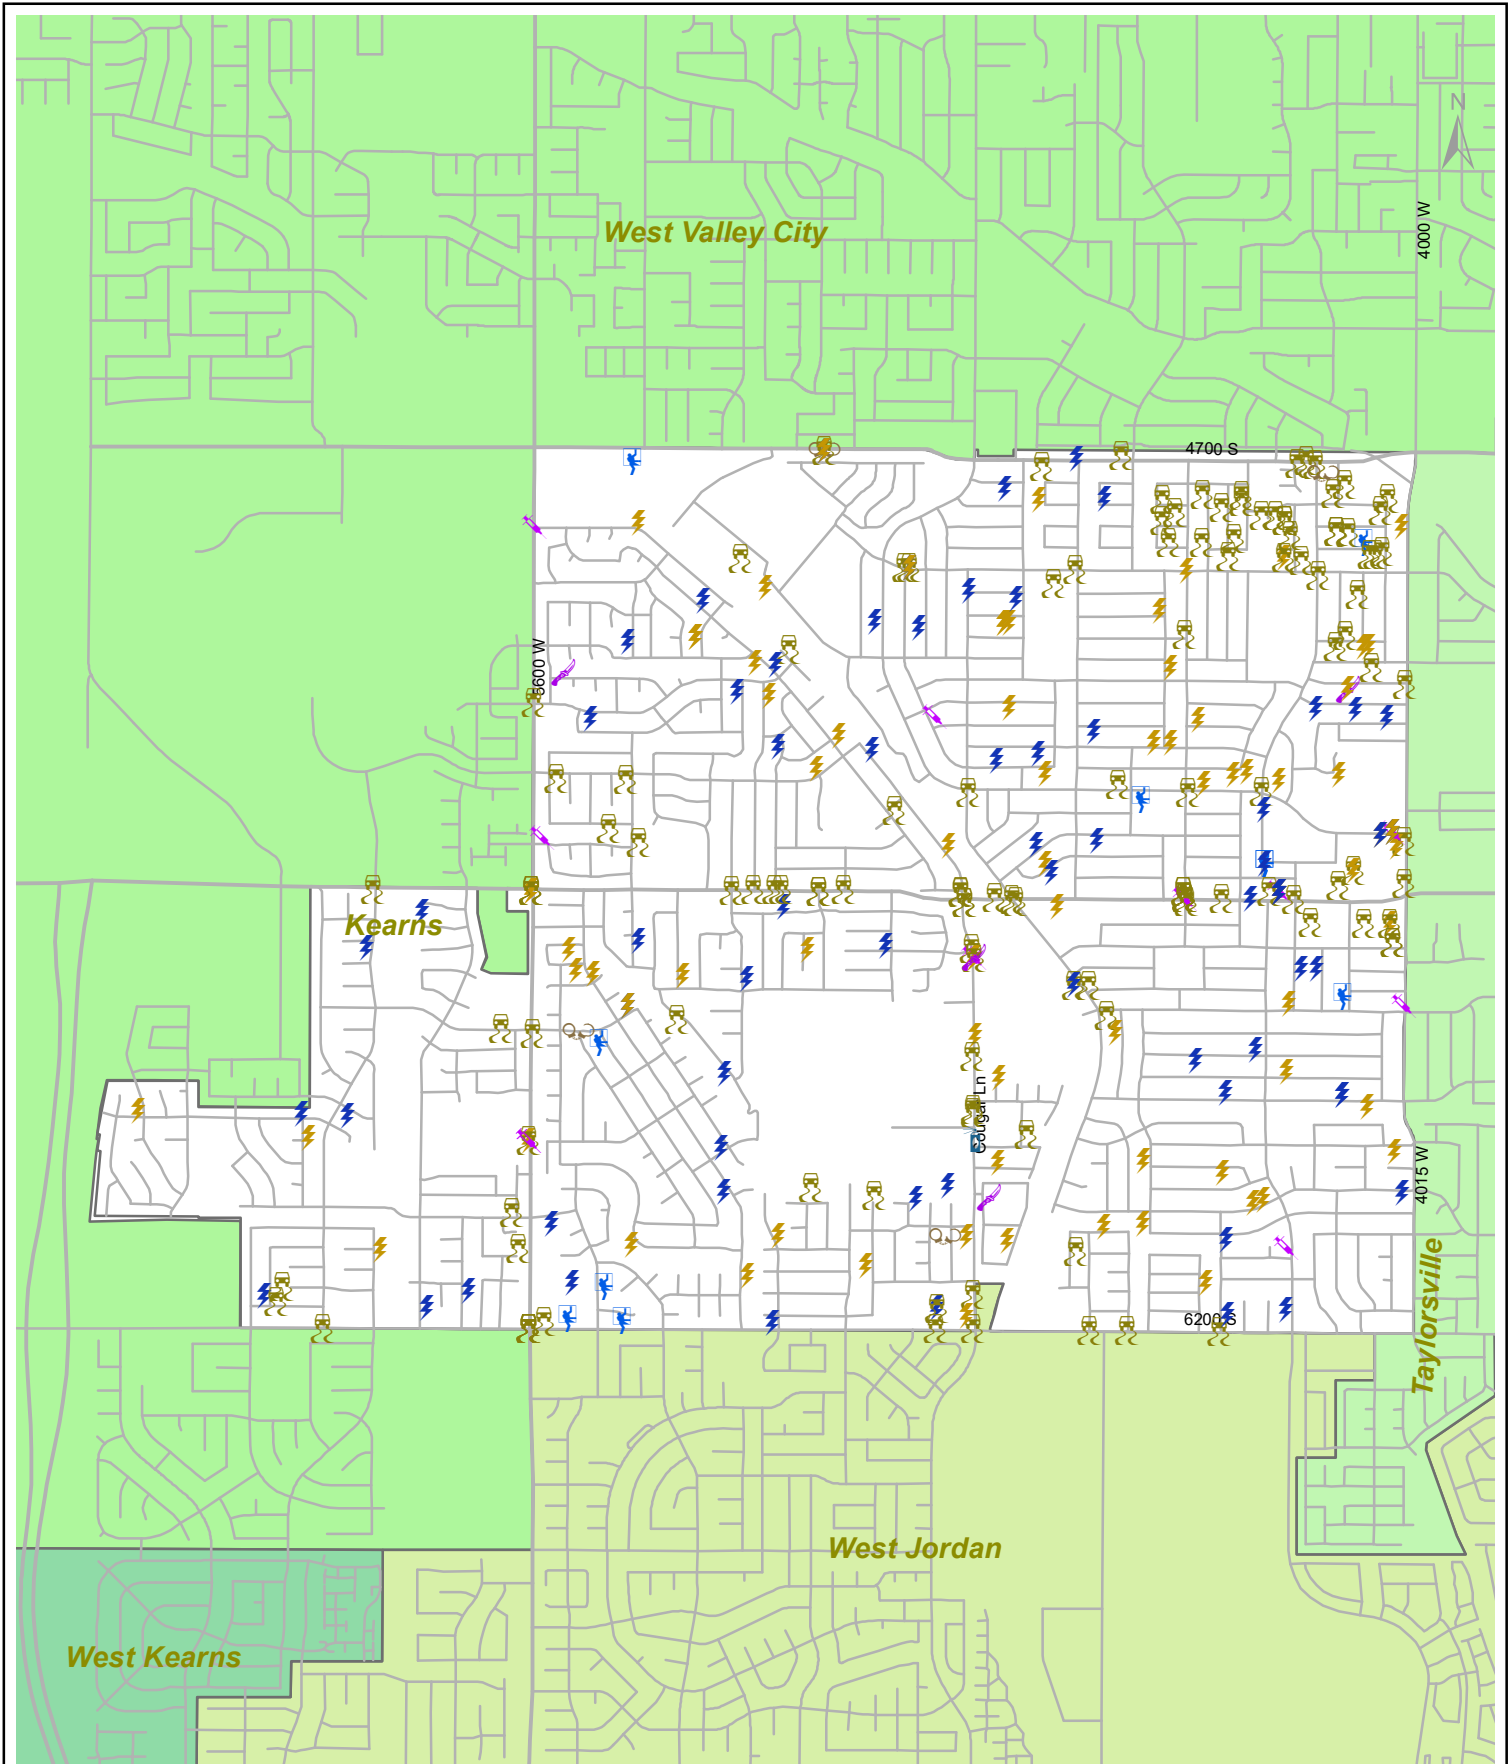 N
4000 W
West Valley City
4700 S
5600 W
Kearns
Cougar Ln
4015 W
Taylorsville
6200 S
West Jordan
West Kearns